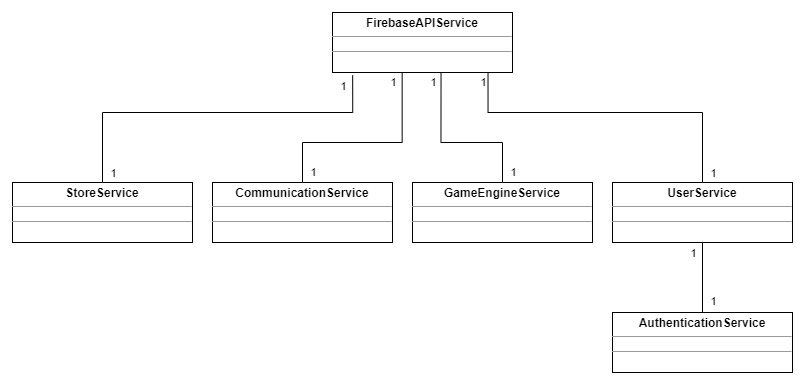 FirebaseAPIService
1 1 1 1
1 1 1 1
StoreService CommunicationService GameEngineService UserService
1
1
AuthenticationService